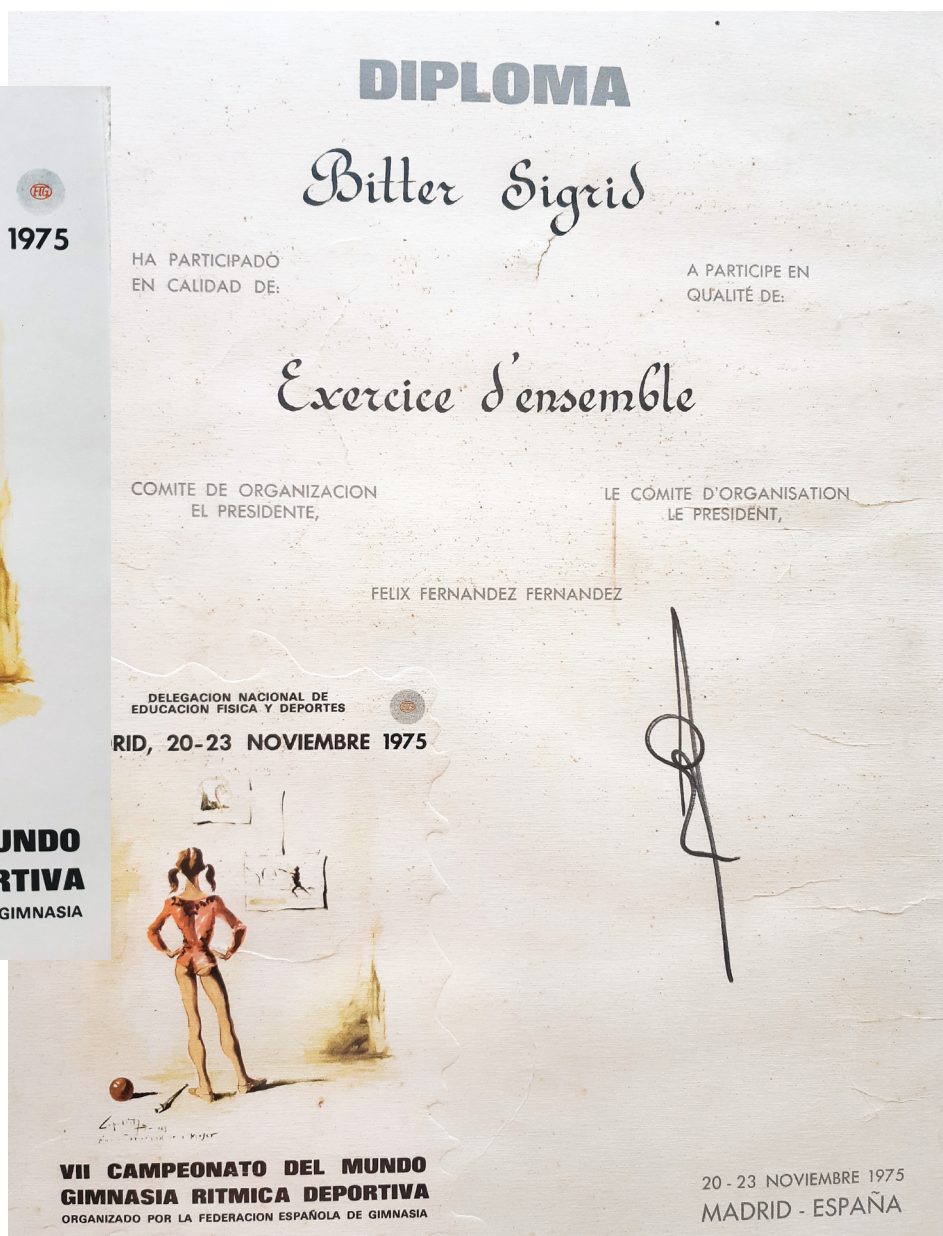 DIPLOMA
Bitter Sigrid
HA PARTICIPADO
EN CALIDAD DE:
A PARTICIPE EN
QUALITÉ DE:
Exercice d'ensemble
COMITE DE ORGANIZACION
EL PRESIDENTE,
LE COMITE D'ORGANISATION
LE PRESIDENT,
FELIX FERNANDEZ FERNANDEZ
DELEGACION NACIONAL DE
EDUCACION FISICA Y DEPORTES
RID, 20-23 NOVIEMBRE 1975
VII CAMPEONATO DEL MUNDO
GIMNASIA RITMICA DEPORTIVA
ORGANIZADO POR LA FEDERACION ESPAÑOLA DE GIMNASIA
20 - 23 NOVIEMBRE 1975
MADRID - ESPAÑA
FIG
1975
UNDO
RTIVA
GIMNASIA